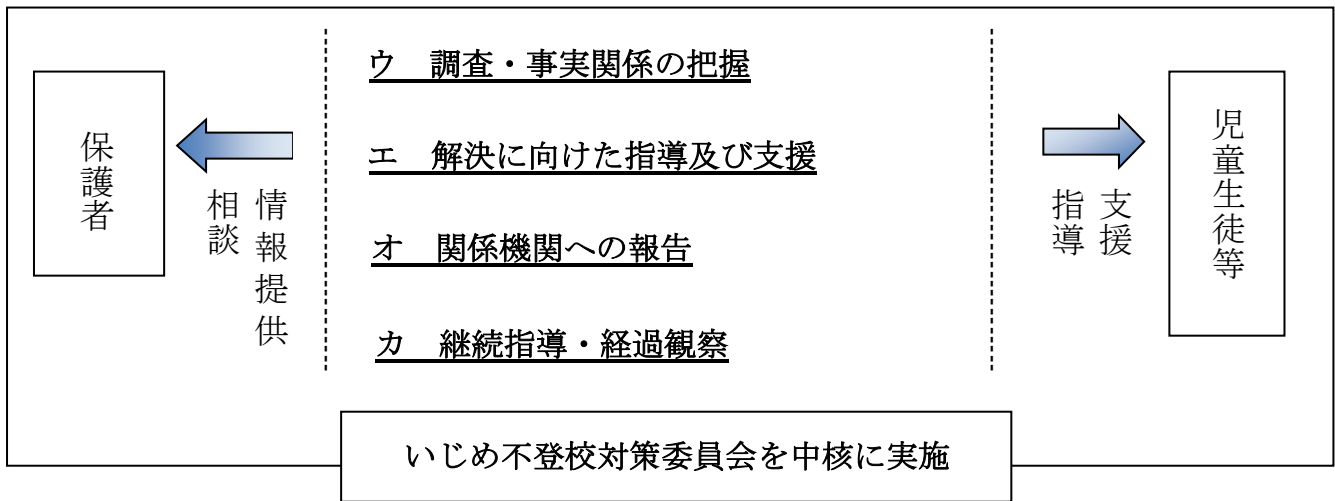 ウ　調査・事実関係の把握
エ　解決に向けた指導及び支援
オ　関係機関への報告
カ　継続指導・経過観察
保護者
情報提供
相談
支援
指導
児童生徒等
いじめ不登校対策委員会を中核に実施